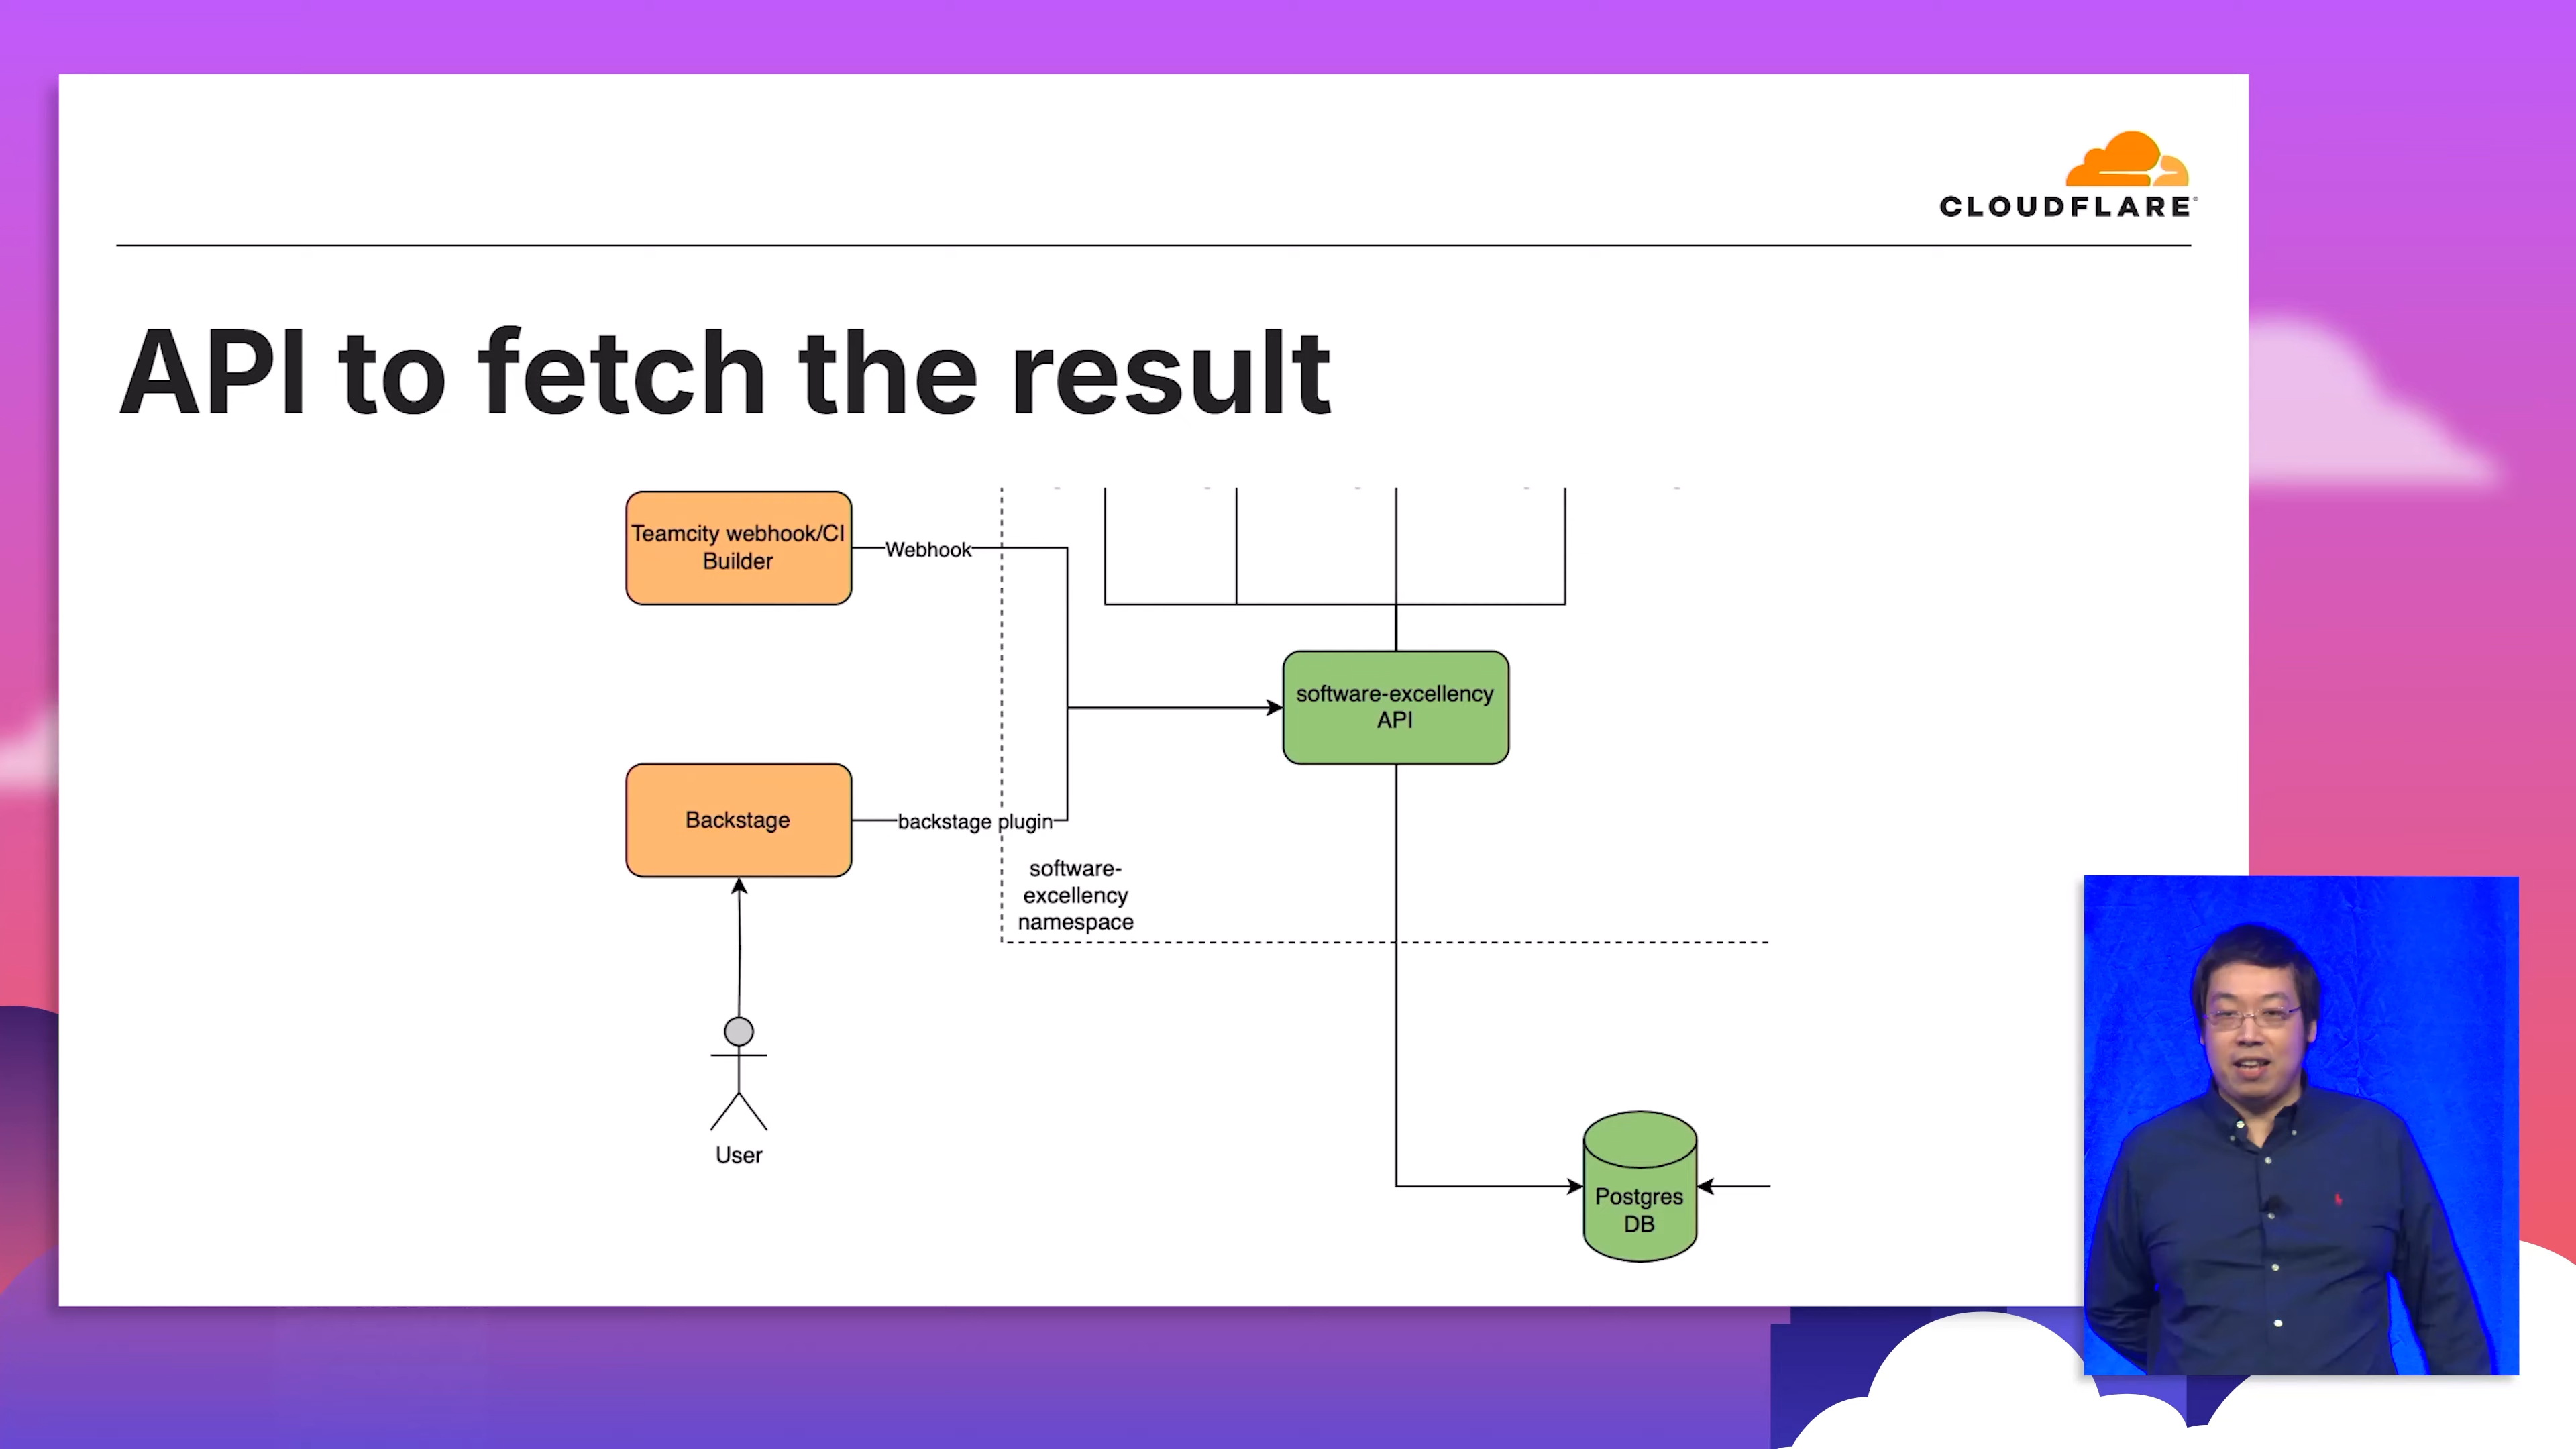 CLOUDFLARE
API to fetch the result
Teamcity webhook/CI
Builder
Webhook
software-excellency
API
Backstage
backstage plugin
software-
excellency
namespace
User
Postgres
DB